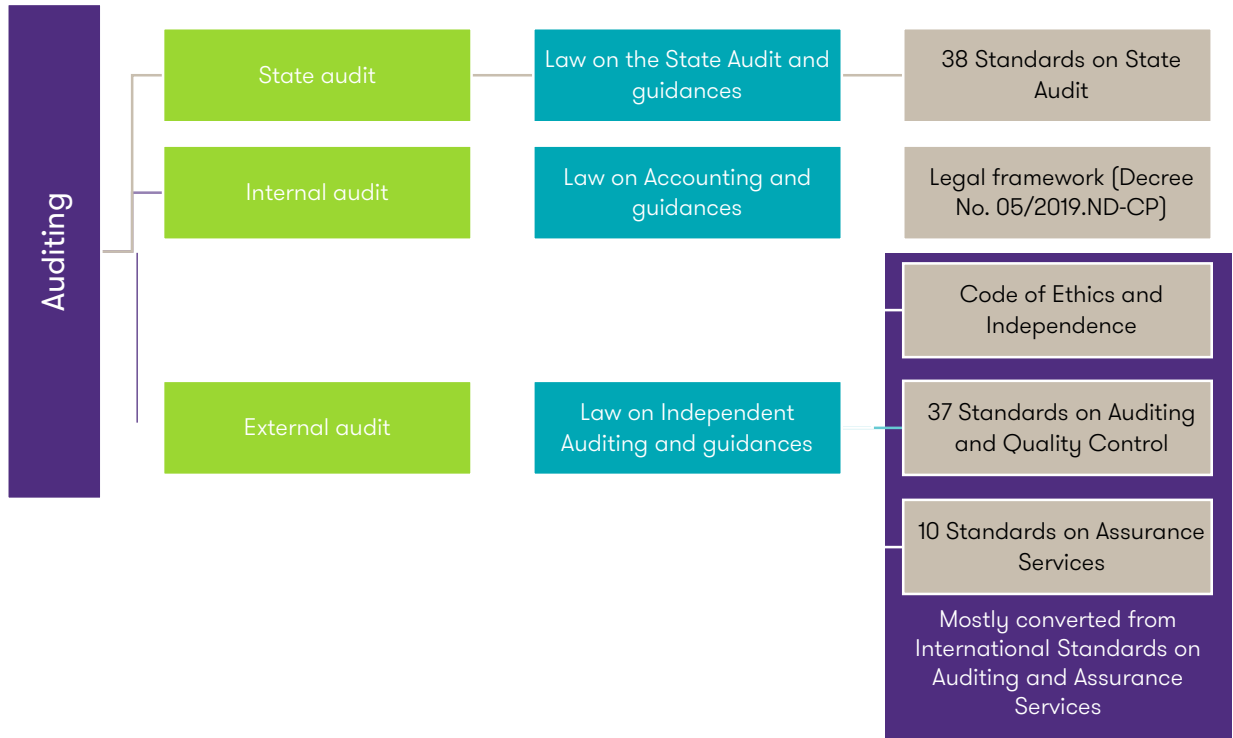 Auditing
State audit
Law on the State Audit and
guidances
38 Standards on State
Audit
Internal audit
Law on Accounting and
guidances
Legal framework (Decree
No. 05/2019.ND-CP)
External audit
Law on Independent
Auditing and guidances
Code of Ethics and
Independence
37 Standards on Auditing
and Quality Control
10 Standards on Assurance
Services
Mostly converted from
International Standards on
Auditing and Assurance
Services